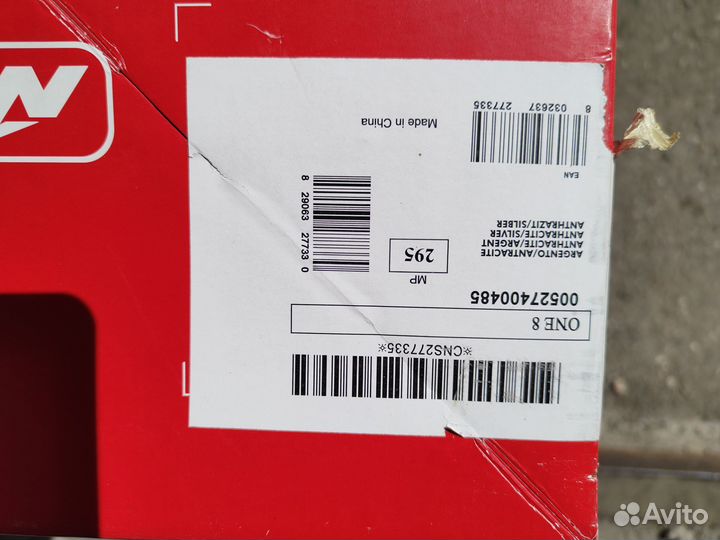 ※CNS277335※
ONE 8
00527400485
ARGENTO/ANTRACITE
ANTHRACITE/ARGENT
ANTHRACITE/SILVER
ANTHRAZIT/SILBER
MP
295
8 29063 27733 0
EAN
8 032637 277335
Made in China
Avito